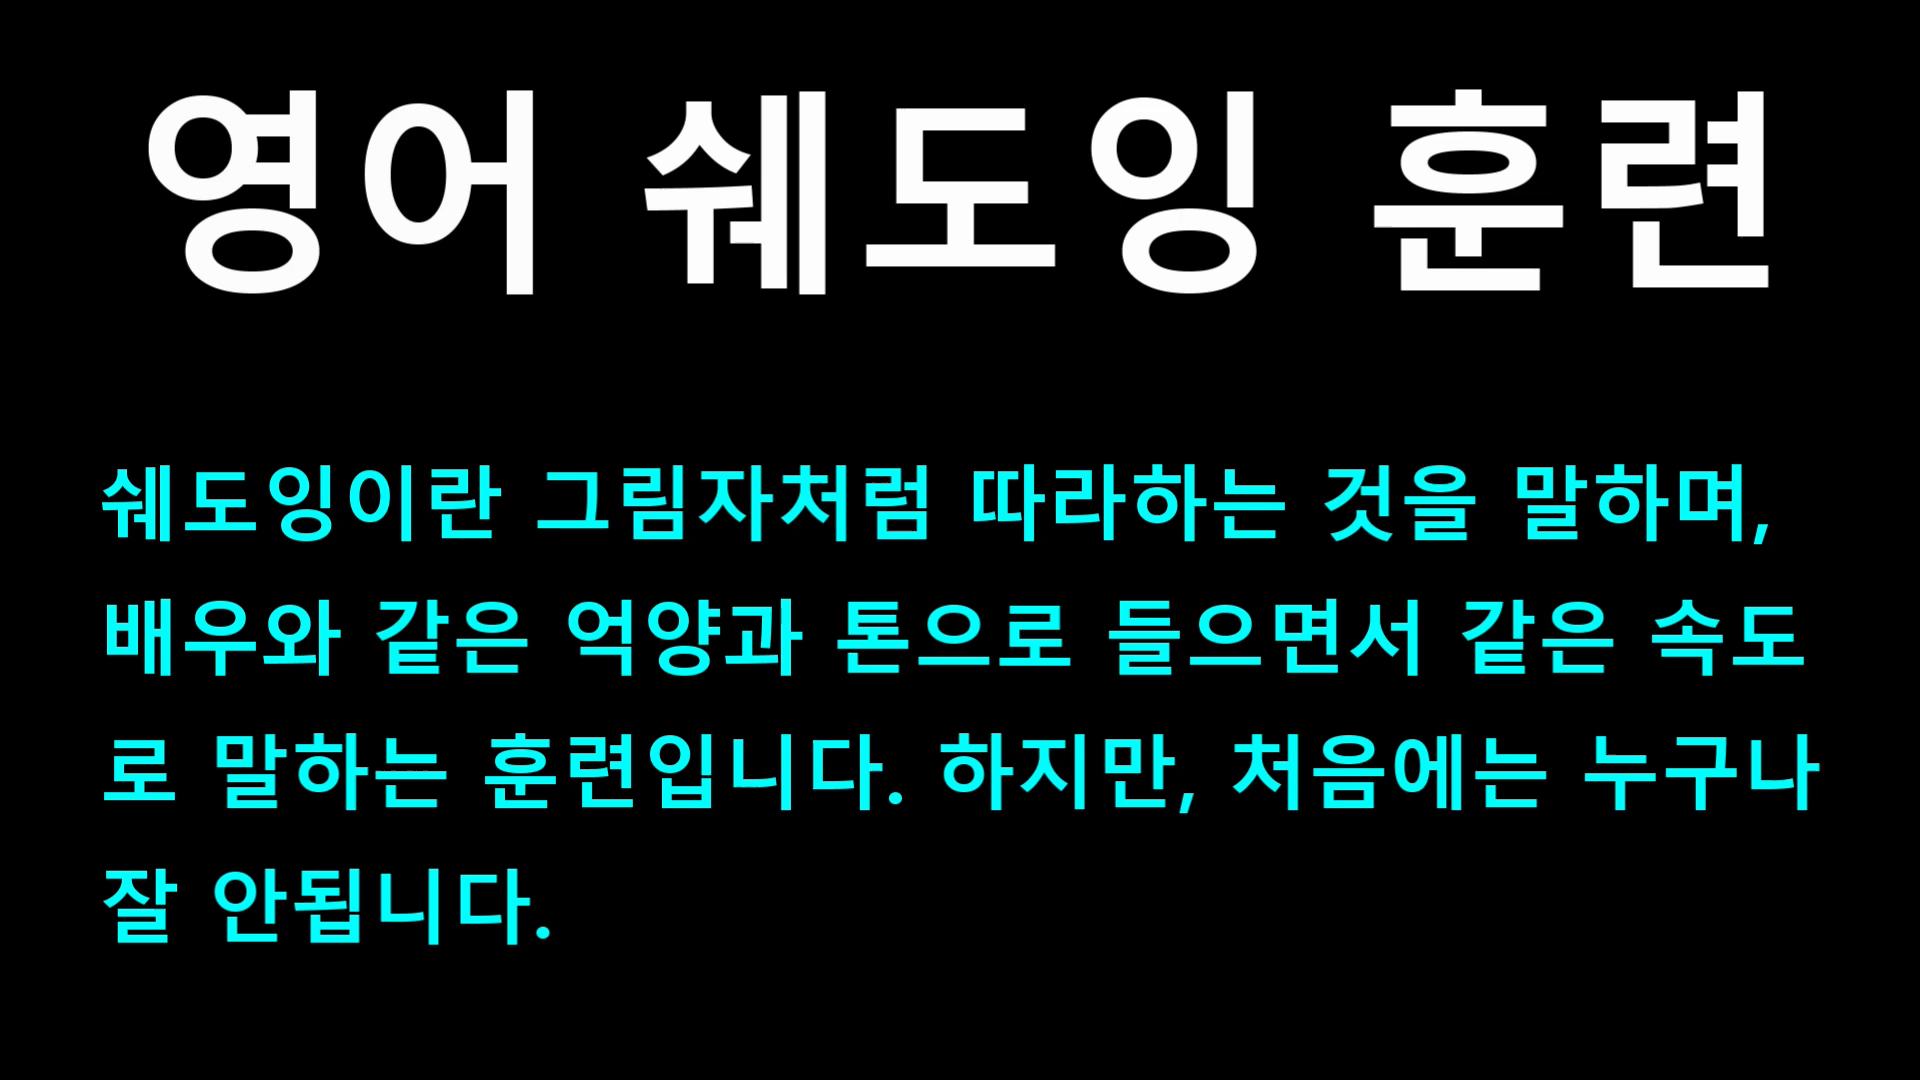 영어 쉐도잉 훈련
쉐도잉이란 그림자처럼 따라하는 것을 말하며,
배우와 같은 억양과 톤으로 들으면서 같은 속도
로 말하는 훈련입니다. 하지만, 처음에는 누구나
잘 안됩니다.